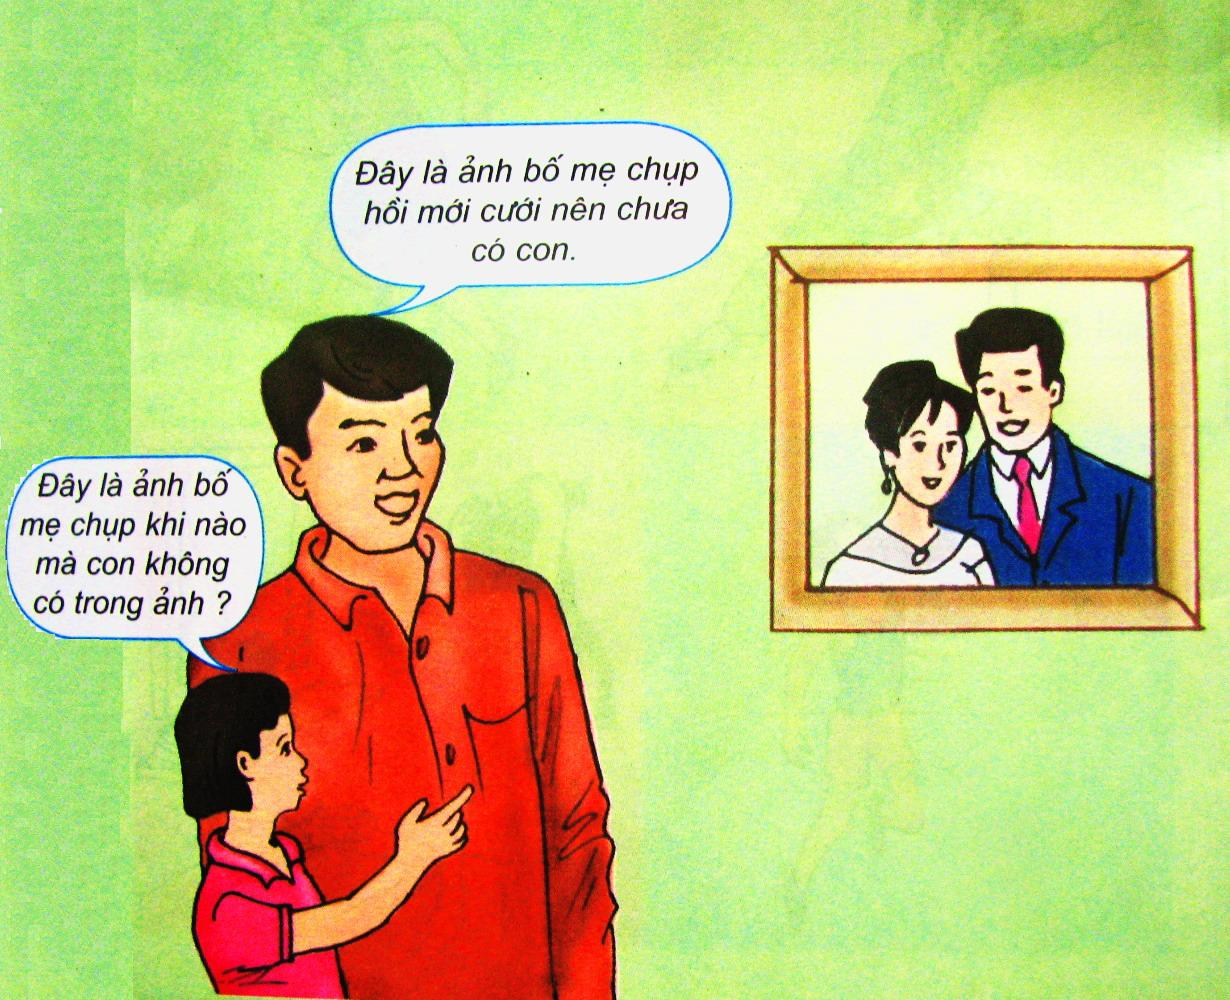 Đây là ảnh bố
mẹ chụp khi nào
mà con không
có trong ảnh ?
Đây là ảnh bố mẹ chụp
hồi mới cưới nên chưa
có con.